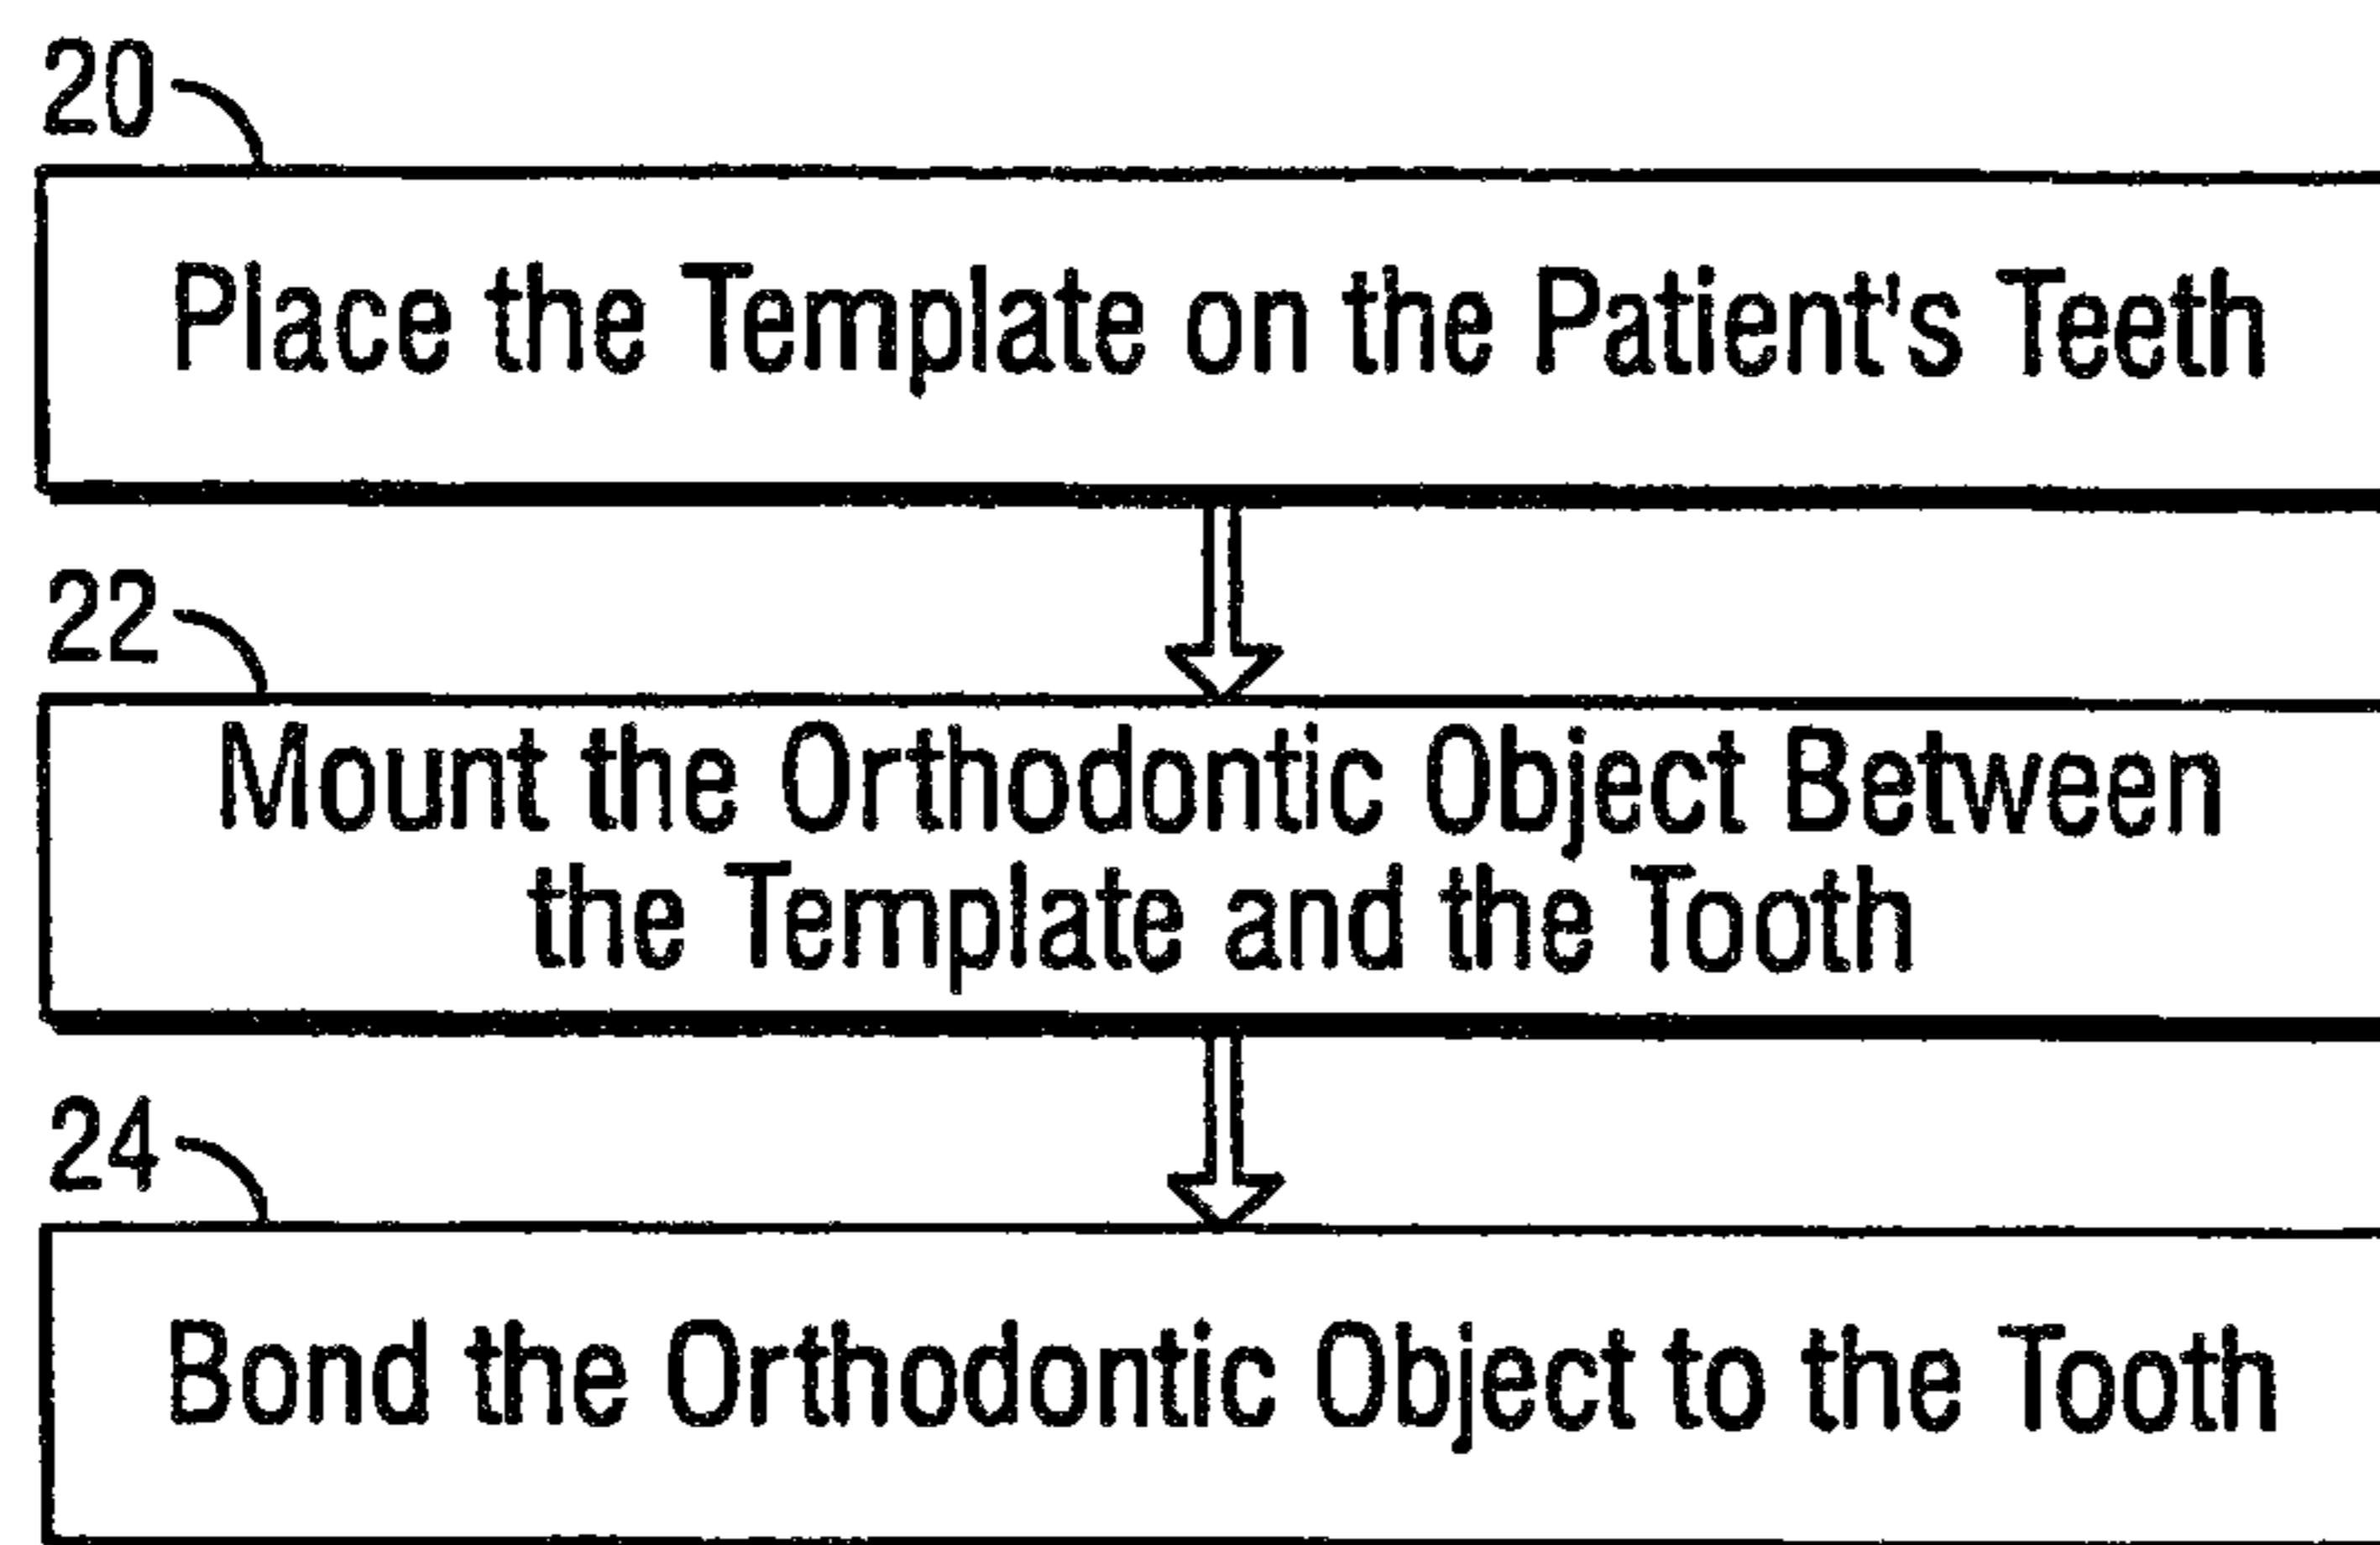 20
Place the Template on the Patient's Teeth
22
Mount the Orthodontic Object Between
the Template and the Tooth
24
Bond the Orthodontic Object to the Tooth